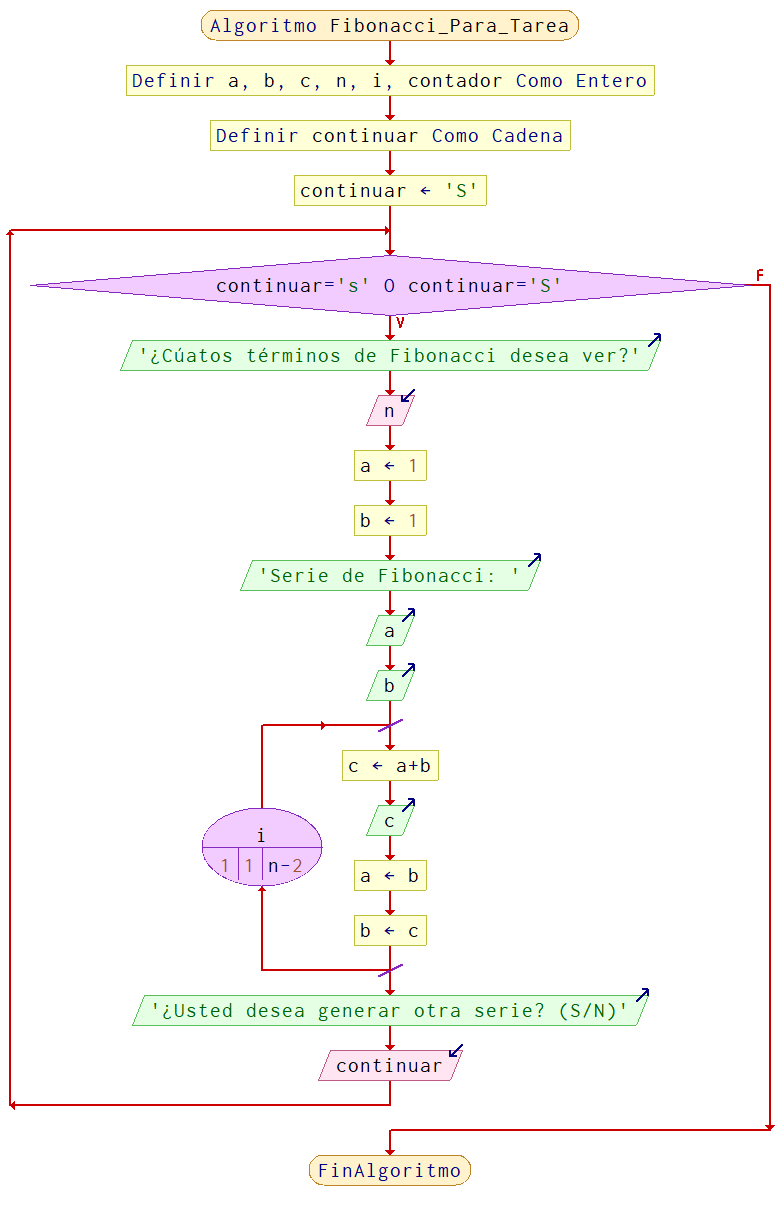 Algoritmo Fibonacci_Para_Tarea
Definir a, b, c, n, i, contador Como Entero
Definir continuar Como Cadena
continuar ← 'S'
continuar='s' O continuar='S'
F
V
'¿Cúatos términos de Fibonacci desea ver?'
n
a ← 1
b ← 1
'Serie de Fibonacci: '
a
b
c ← a+b
c
i
1 1 n-2
a ← b
b ← c
'¿Usted desea generar otra serie? (S/N)'
continuar
FinAlgoritmo